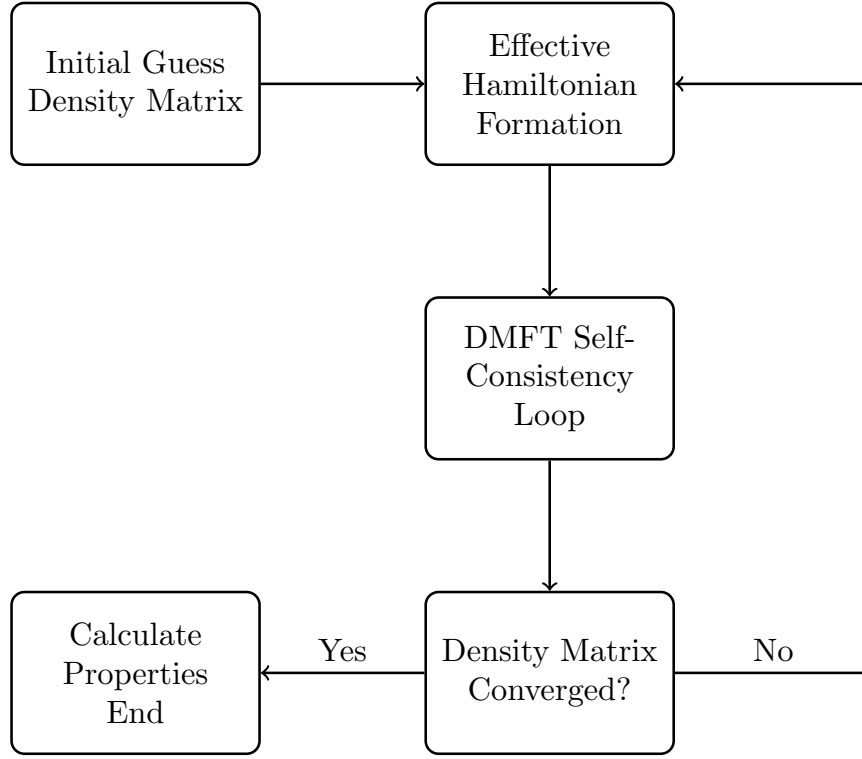 Initial Guess
Density Matrix
Effective
Hamiltonian
Formation
DMFT Self-
Consistency
Loop
Calculate
Properties
End
Yes
Density Matrix
Converged?
No